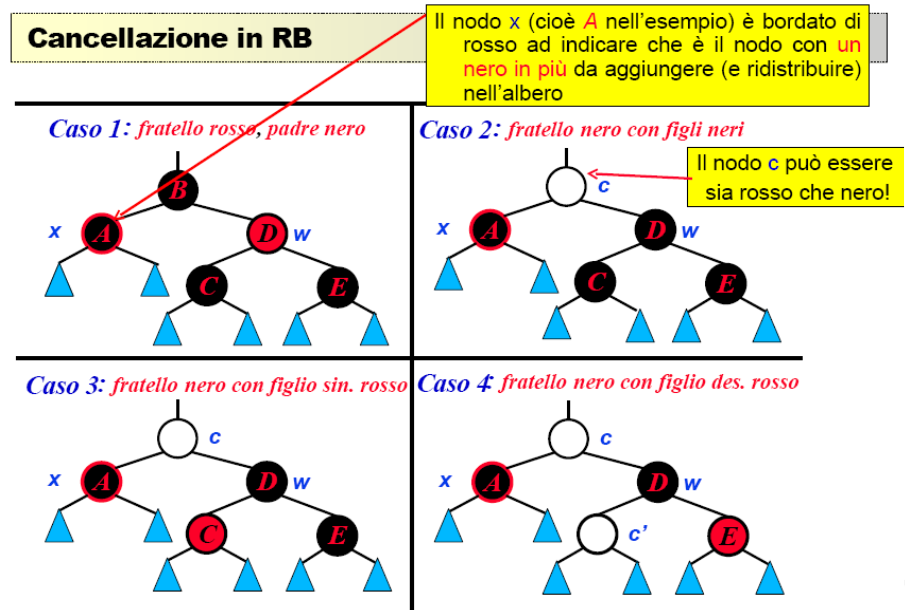 Cancellazione in RB
Il nodo x (cioè A nell'esempio) è bordato di
rosso ad indicare che è il nodo con un
nero in più da aggiungere (e ridistribuire)
nell'albero
Caso 1: fratello rosso, padre nero
B
x
A
D
w
C
E
Caso 2: fratello nero con figli neri
Il nodo c può essere
sia rosso che nero!
c
x
A
D
w
C
E
Caso 3: fratello nero con figlio sin. rosso
c
x
A
D
w
C
E
Caso 4: fratello nero con figlio des. rosso
c
x
A
D
w
c'
E